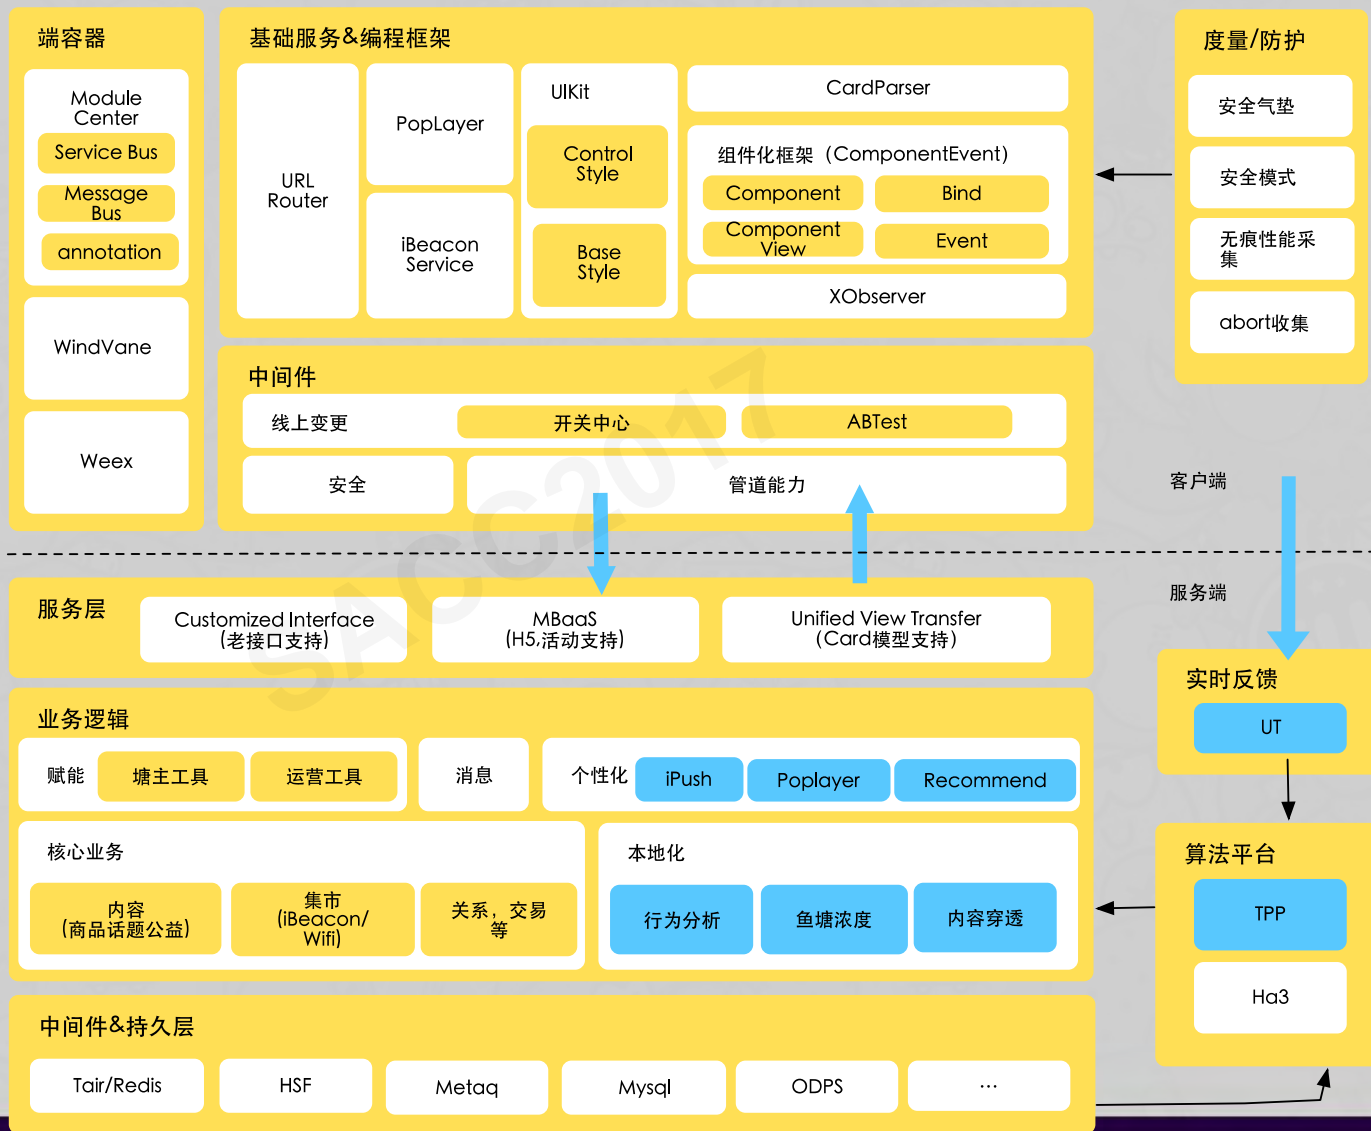 端容器
Module
Center
Service Bus
Message
Bus
annotation
WindVane
Weex
基础服务&编程框架
URL
Router
PopLayer
iBeacon
Service
UIKit
Control
Style
Base
Style
CardParser
组件化框架（ComponentEvent)
Component
Bind
Component
View
Event
XObserver
度量/防护
安全气垫
安全模式
无痕性能采
集
abort收集
中间件
线上变更
开关中心
ABTest
安全
管道能力
客户端
服务端
SACC2017
服务层
Customized Interface
(老接口支持)
MBaaS
(H5,活动支持)
Unified View Transfer
(Card模型支持)
业务逻辑
赋能
塘主工具
运营工具
消息
个性化
iPush
Poplayer
Recommend
核心业务
内容
(商品话题公益)
集市
(iBeacon/
Wifi)
关系，交易
等
本地化
行为分析
鱼塘浓度
内容穿透
实时反馈
UT
算法平台
TPP
Ha3
中间件&持久层
Tair/Redis
HSF
Metaq
Mysql
ODPS
…